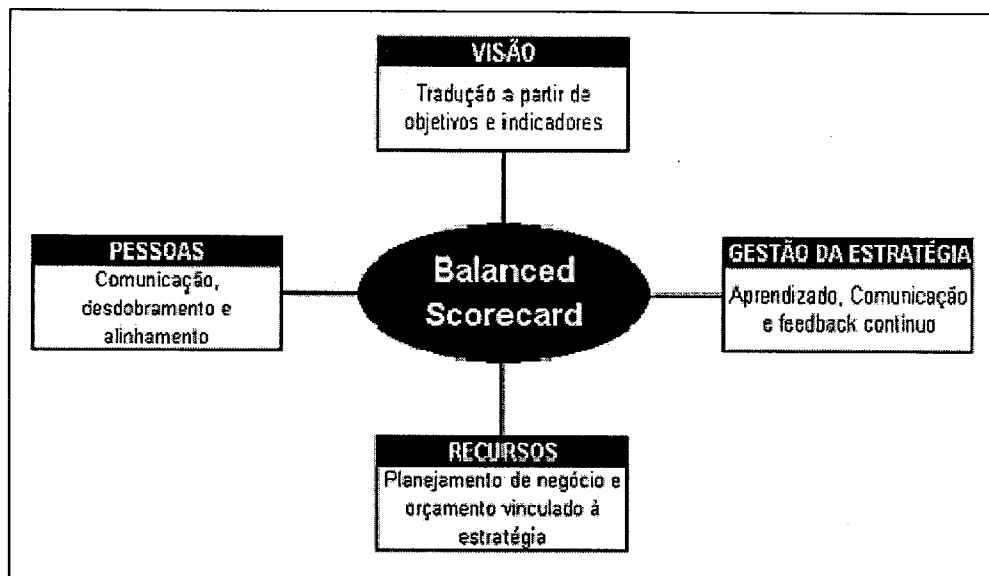 VISÃO
Tradução a partir de
objetivos e indicadores
PESSOAS
Comunicação,
desdobramento e
alinhamento
Balanced
Scorecard
GESTÃO DA ESTRATÉGIA
Aprendizado, Comunicação
e feedback continuo
RECURSOS
Planejamento de negócio e
orçamento vinculado á
estratégia